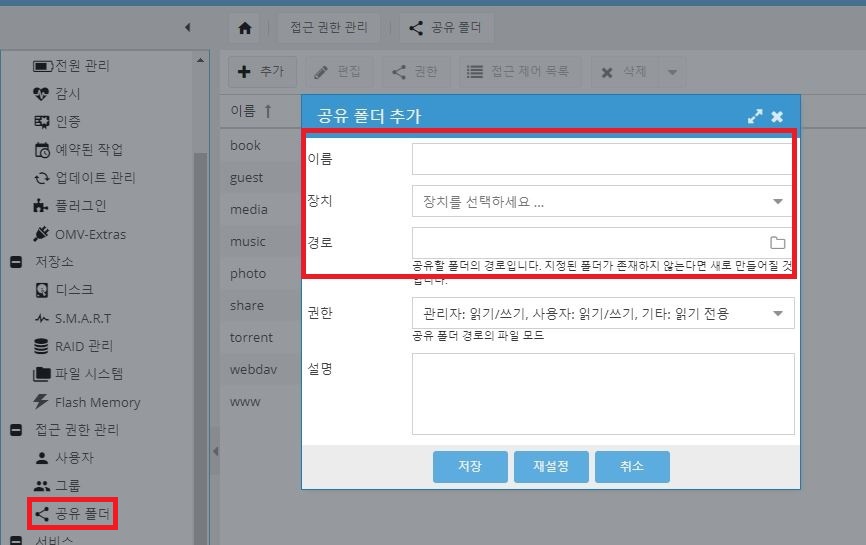 접근 권한 관리
공유 폴더
전원 관리
감시
인증
예약된 작업
업데이트 관리
플러그인
OMV-Extras
저장소
디스크
S.M.A.R.T
RAID 관리
파일 시스템
Flash Memory
접근 권한 관리
사용자
그룹
공유 폴더
서비스
추가
편집
권한
접근 제어 목록
삭제
이름
book
guest
media
music
photo
share
torrent
webdav
www
공유 폴더 추가
이름
장치
장치를 선택하세요 ...
경로
공유할 폴더의 경로입니다. 지정된 폴더가 존재하지 않는다면 새로 만들어질 것
입니다.
권한
관리자: 읽기/쓰기, 사용자: 읽기/쓰기, 기타: 읽기 전용
공유 폴더 경로의 파일 모드
설명
저장
재설정
취소